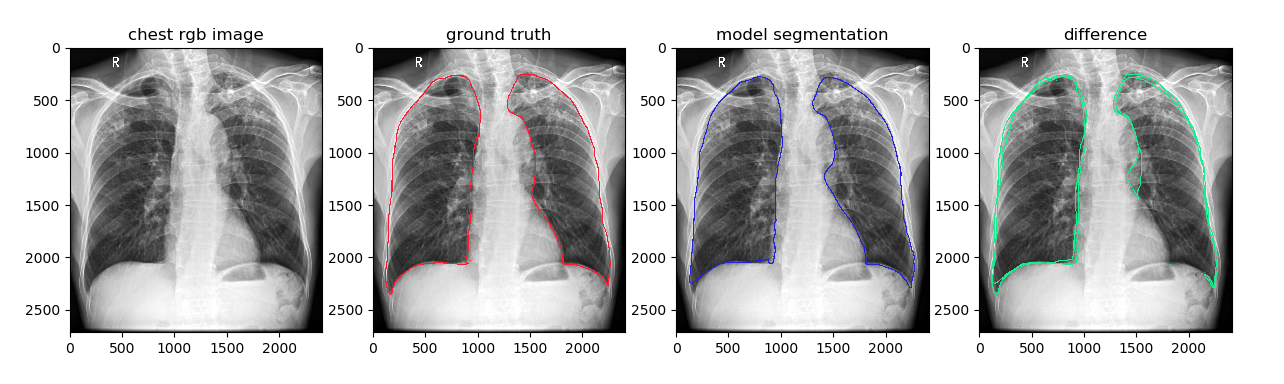 chest rgb image ground truth model segmentation difference
R R R R
0 0 0 0
500 500 500 500
1000 1000 1000 1000
1500 1500 1500 1500
2000 2000 2000 2000
2500 2500 2500 2500
0 500 1000 1500 2000 0 500 1000 1500 2000 0 500 1000 1500 2000 0 500 1000 1500 2000